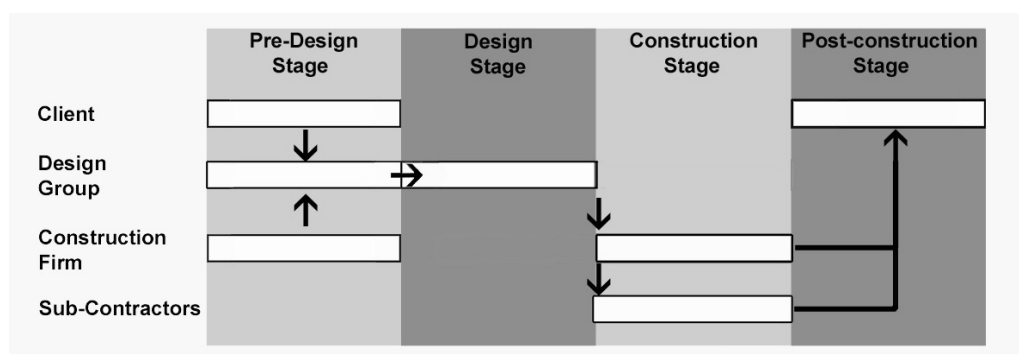 Pre-Design
Stage
Design
Stage
Construction
Stage
Post-construction
Stage
Client
Design
Group
Construction
Firm
Sub-Contractors